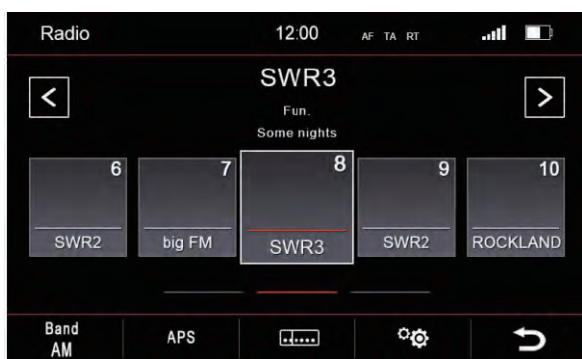 Radio 12:00 AF TA RT
SWR3
Fun.
Some nights
6 7 8 9 10
SWR2 big FM SWR3 SWR2 ROCKLAND
Band
AM
APS